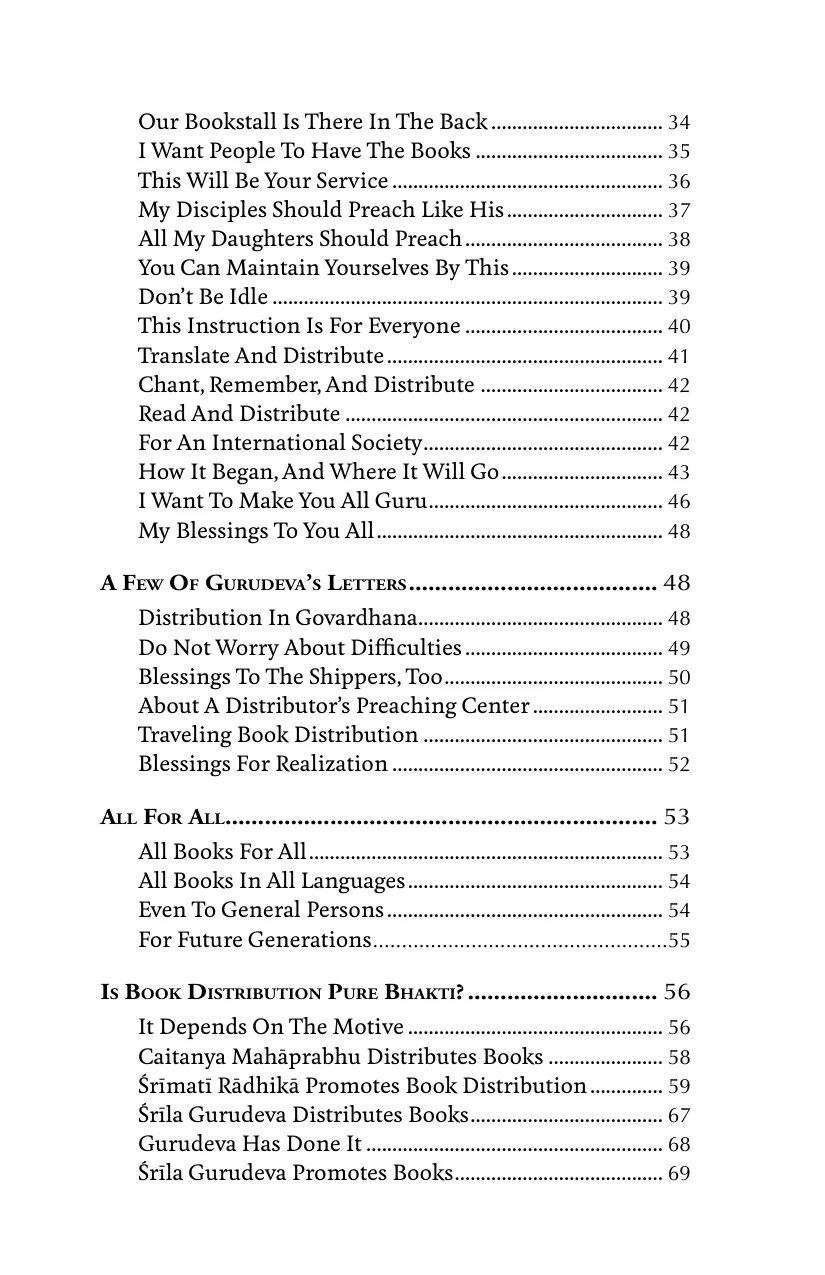 Our Bookstall Is There In The Back ................................. 34
I Want People To Have The Books .................................... 35
This Will Be Your Service .................................................... 36
My Disciples Should Preach Like His .............................. 37
All My Daughters Should Preach ...................................... 38
You Can Maintain Yourselves By This ............................. 39
Don't Be Idle ........................................................................... 39
This Instruction Is For Everyone ...................................... 40
Translate And Distribute ..................................................... 41
Chant, Remember, And Distribute ................................... 42
Read And Distribute ............................................................. 42
For An International Society .............................................. 42
How It Began, And Where It Will Go ............................... 43
I Want To Make You All Guru ............................................. 46
My Blessings To You All ....................................................... 48
A Few Of Gurudeva's Letters ..................................... 48
Distribution In Govardhana ............................................... 48
Do Not Worry About Difficulties ...................................... 49
Blessings To The Shippers, Too .......................................... 50
About A Distributor's Preaching Center ......................... 51
Traveling Book Distribution .............................................. 51
Blessings For Realization .................................................... 52
All For All ................................................................. 53
All Books For All .................................................................... 53
All Books In All Languages ................................................. 54
Even To General Persons ..................................................... 54
For Future Generations ........................................................ 55
Is Book Distribution Pure Bhakti? ............................ 56
It Depends On The Motive ................................................. 56
Caitanya Mahāprabhu Distributes Books ...................... 58
Śrīmatī Rādhikā Promotes Book Distribution .............. 59
Śrīla Gurudeva Distributes Books ..................................... 67
Gurudeva Has Done It ......................................................... 68
Śrīla Gurudeva Promotes Books ........................................ 69